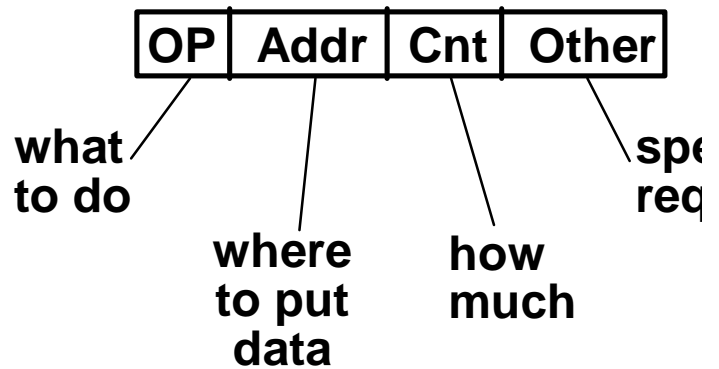 OP Addr Cnt Other
what
to do
where
to put
data
how
much